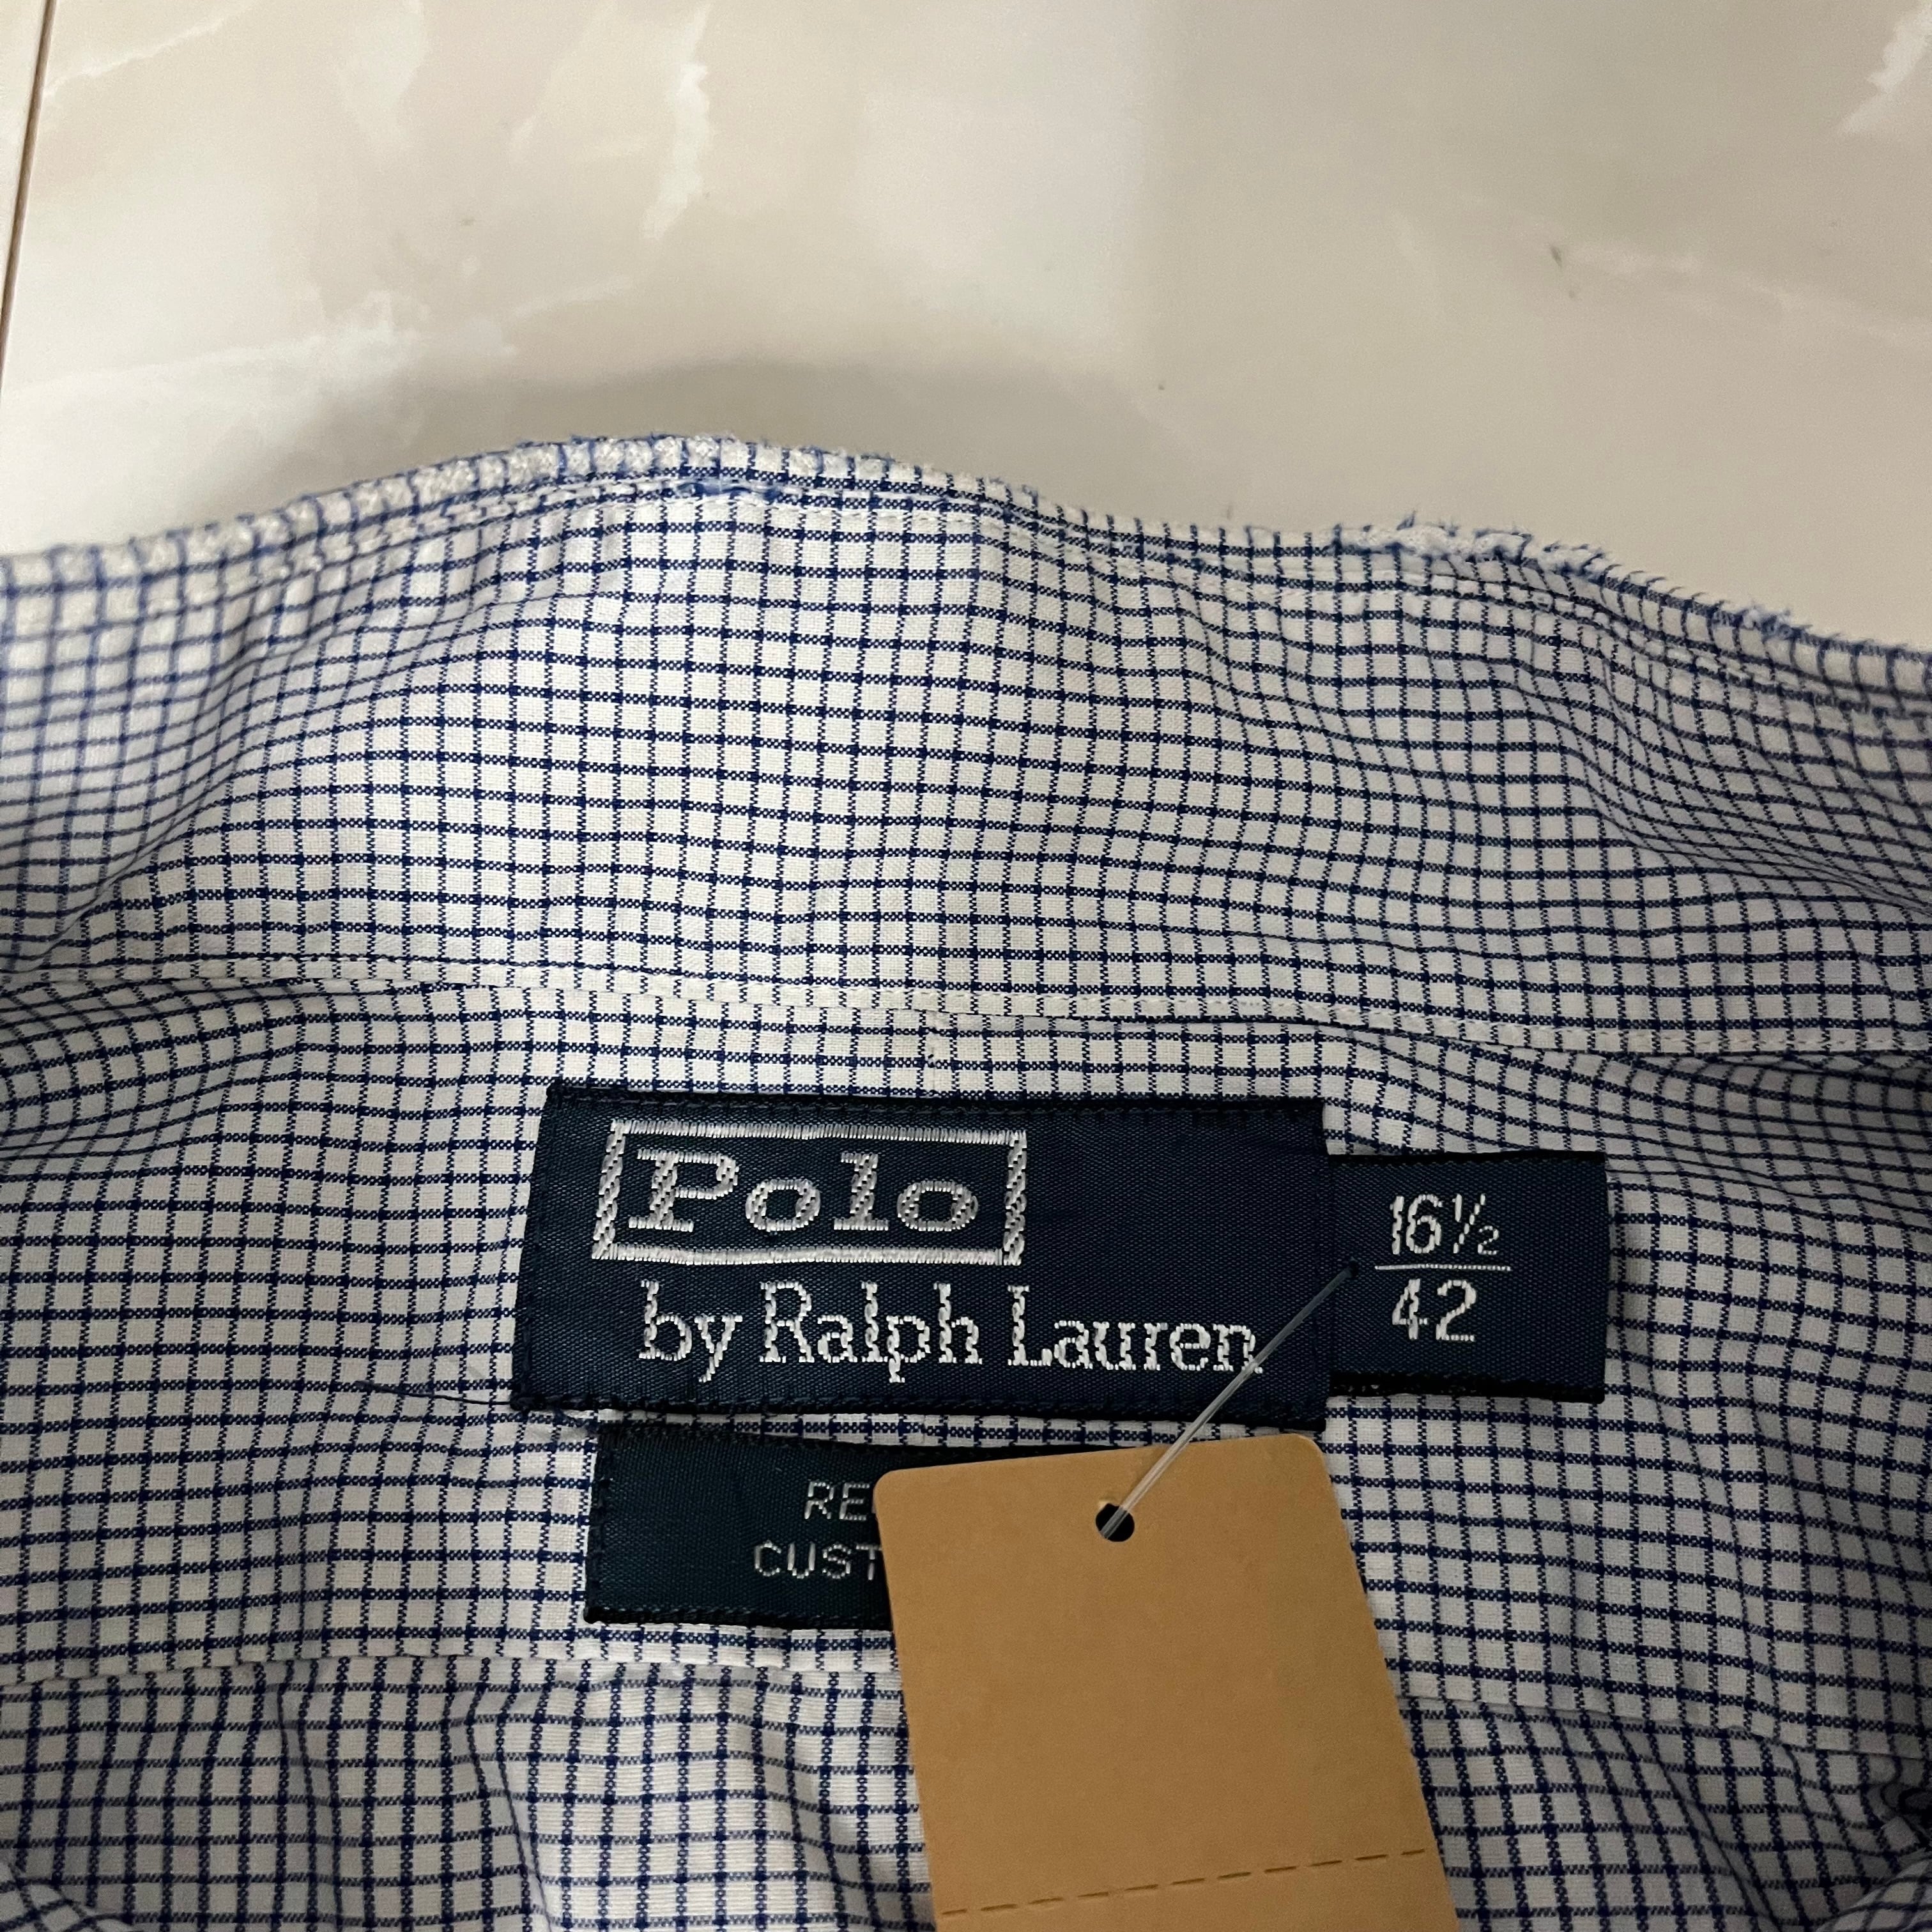 Polo
by Ralph Lauren
16½
42
RE
CUST